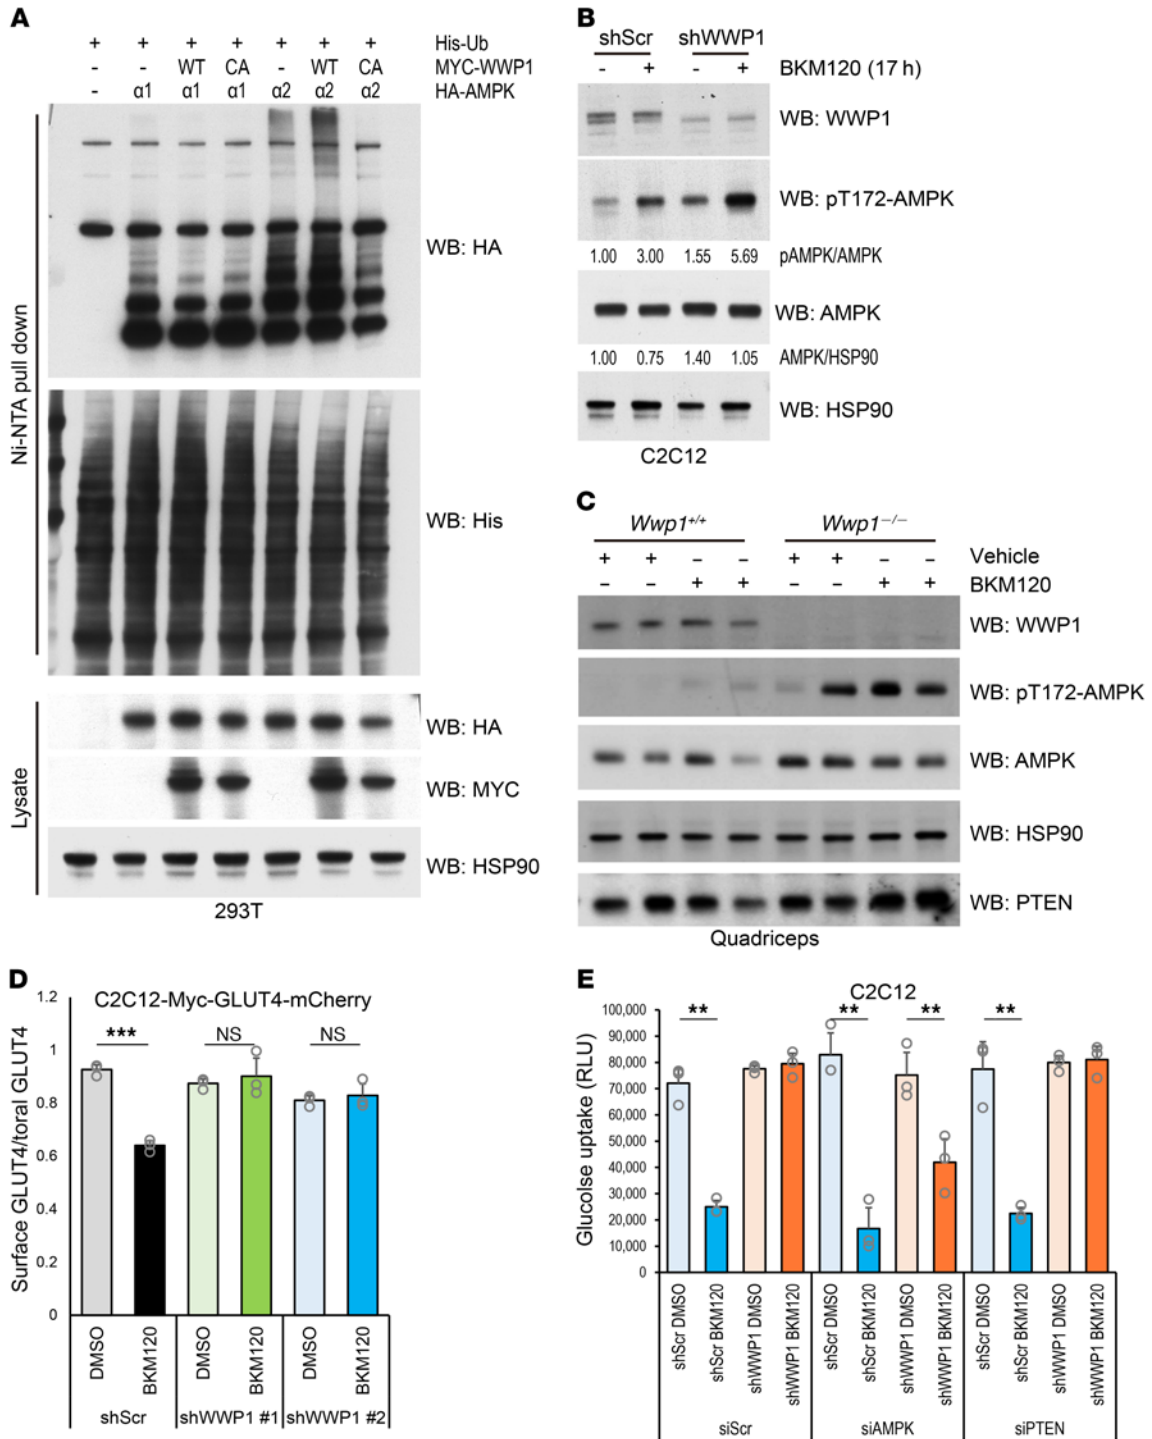 A
+ + + + + + + His-Ub
- - WT CA - WT CA MYC-WWP1
- α1 α1 α1 α2 α2 α2 HA-AMPK
Ni-NTA pull down
WB: HA
WB: His
Lysate
WB: HA
WB: MYC
WB: HSP90
293T
B
shScr shWWP1
- + - + BKM120 (17 h)
WB: WWP1
WB: pT172-AMPK
1.00 3.00 1.55 5.69 pAMPK/AMPK
WB: AMPK
1.00 0.75 1.40 1.05 AMPK/HSP90
WB: HSP90
C2C12
C
Wwp1+/+ Wwp1−/−
+ + − − + + − − Vehicle
− − + + − − + + BKM120
WB: WWP1
WB: pT172-AMPK
WB: AMPK
WB: HSP90
WB: PTEN
Quadriceps
D
C2C12-Myc-GLUT4-mCherry
Surface GLUT4/toral GLUT4
1.2
1
0.8
0.6
0.4
0.2
0
*** NS NS
DMSO BKM120 DMSO BKM120 DMSO BKM120
shScr shWWP1 #1 shWWP1 #2
E
C2C12
Glucolse uptake (RLU)
100,000
90,000
80,000
70,000
60,000
50,000
40,000
30,000
20,000
10,000
0
** ** ** **
shScr DMSO shScr BKM120 shWWP1 DMSO shWWP1 BKM120 shScr DMSO shScr BKM120 shWWP1 DMSO shWWP1 BKM120 shScr DMSO shScr BKM120 shWWP1 DMSO shWWP1 BKM120
siScr siAMPK siPTEN